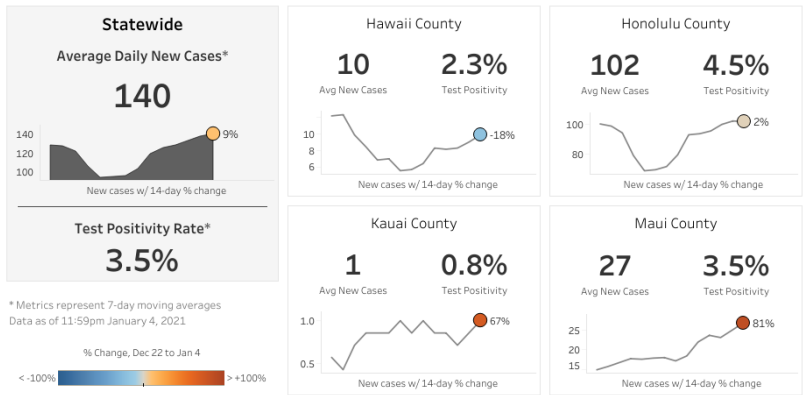 Statewide
Average Daily New Cases*
140
140
120
100
9%
New cases w/ 14-day % change
Test Positivity Rate*
3.5%
* Metrics represent 7-day moving averages
Data as of 11:59pm January 4, 2021
% Change, Dec 22 to Jan 4
< -100%
> +100%
Hawaii County
10 2.3%
Avg New Cases Test Positivity
10
8
6
-18%
New cases w/ 14-day % change
Honolulu County
102 4.5%
Avg New Cases Test Positivity
100
80
2%
New cases w/ 14-day % change
Kauai County
1 0.8%
Avg New Cases Test Positivity
1.0
0.5
67%
New cases w/ 14-day % change
Maui County
27 3.5%
Avg New Cases Test Positivity
25
20
15
81%
New cases w/ 14-day % change